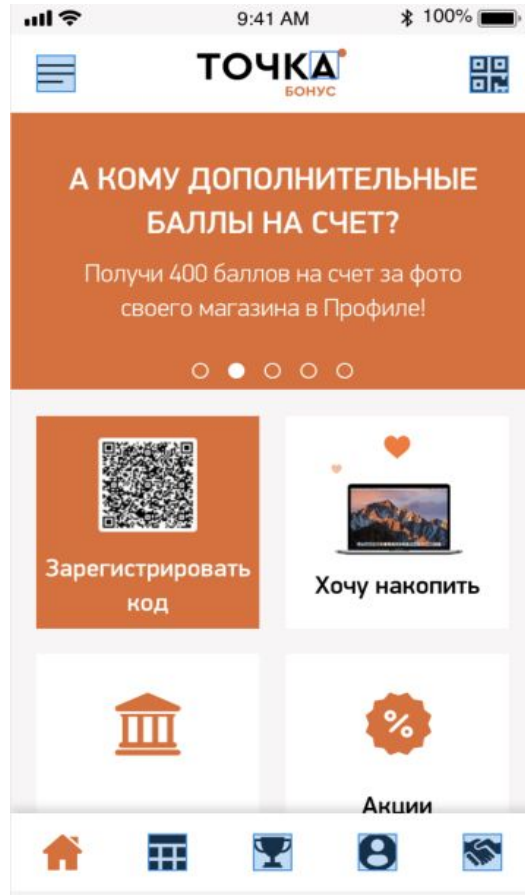 9:41 AM
100%
ТОЧКА
БОНУС
А КОМУ ДОПОЛНИТЕЛЬНЫЕ
БАЛЛЫ НА СЧЕТ?
Получи 400 баллов на счет за фото
своего магазина в Профиле!
Зарегистрировать
код
Хочу накопить
%
Акции